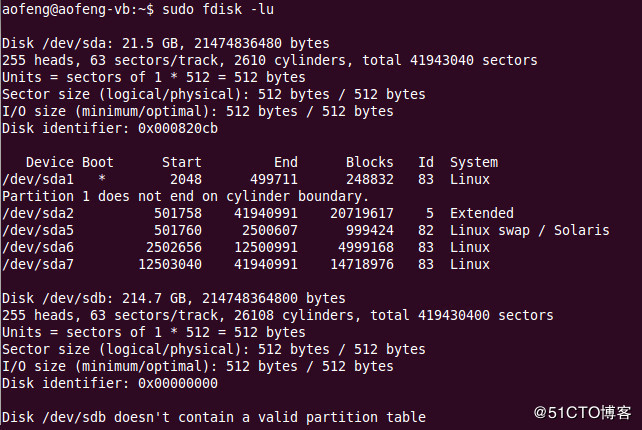 aofeng@aofeng-vb:~$ sudo fdisk -lu
Disk /dev/sda: 21.5 GB, 21474836480 bytes
255 heads, 63 sectors/track, 2610 cylinders, total 41943040 sectors
Units = sectors of 1 * 512 = 512 bytes
Sector size (logical/physical): 512 bytes / 512 bytes
I/O size (minimum/optimal): 512 bytes / 512 bytes
Disk identifier: 0x000820cb
Device Boot Start End Blocks Id System
/dev/sda1 * 2048 499711 248832 83 Linux
Partition 1 does not end on cylinder boundary.
/dev/sda2 501758 41940991 20719617 5 Extended
/dev/sda5 501760 2500607 999424 82 Linux swap / Solaris
/dev/sda6 2502656 12500991 4999168 83 Linux
/dev/sda7 12503040 41940991 14718976 83 Linux
Disk /dev/sdb: 214.7 GB, 214748364800 bytes
255 heads, 63 sectors/track, 26108 cylinders, total 419430400 sectors
Units = sectors of 1 * 512 = 512 bytes
Sector size (logical/physical): 512 bytes / 512 bytes
I/O size (minimum/optimal): 512 bytes / 512 bytes
Disk identifier: 0x00000000
Disk /dev/sdb doesn't contain a valid partition table
@51CTO博客